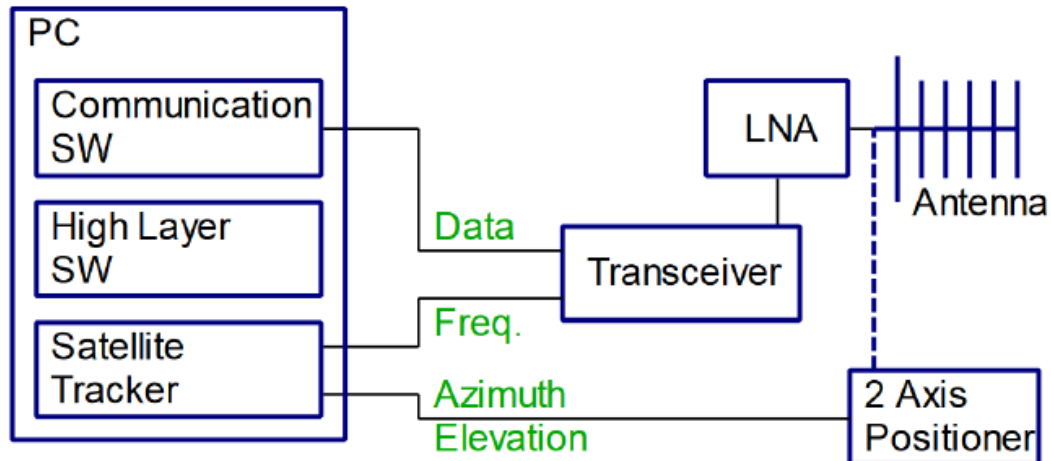 PC
Communication
SW
High Layer
SW
Satellite
Tracker
Data
Freq.
Azimuth
Elevation
Transceiver
LNA
Antenna
2 Axis
Positioner